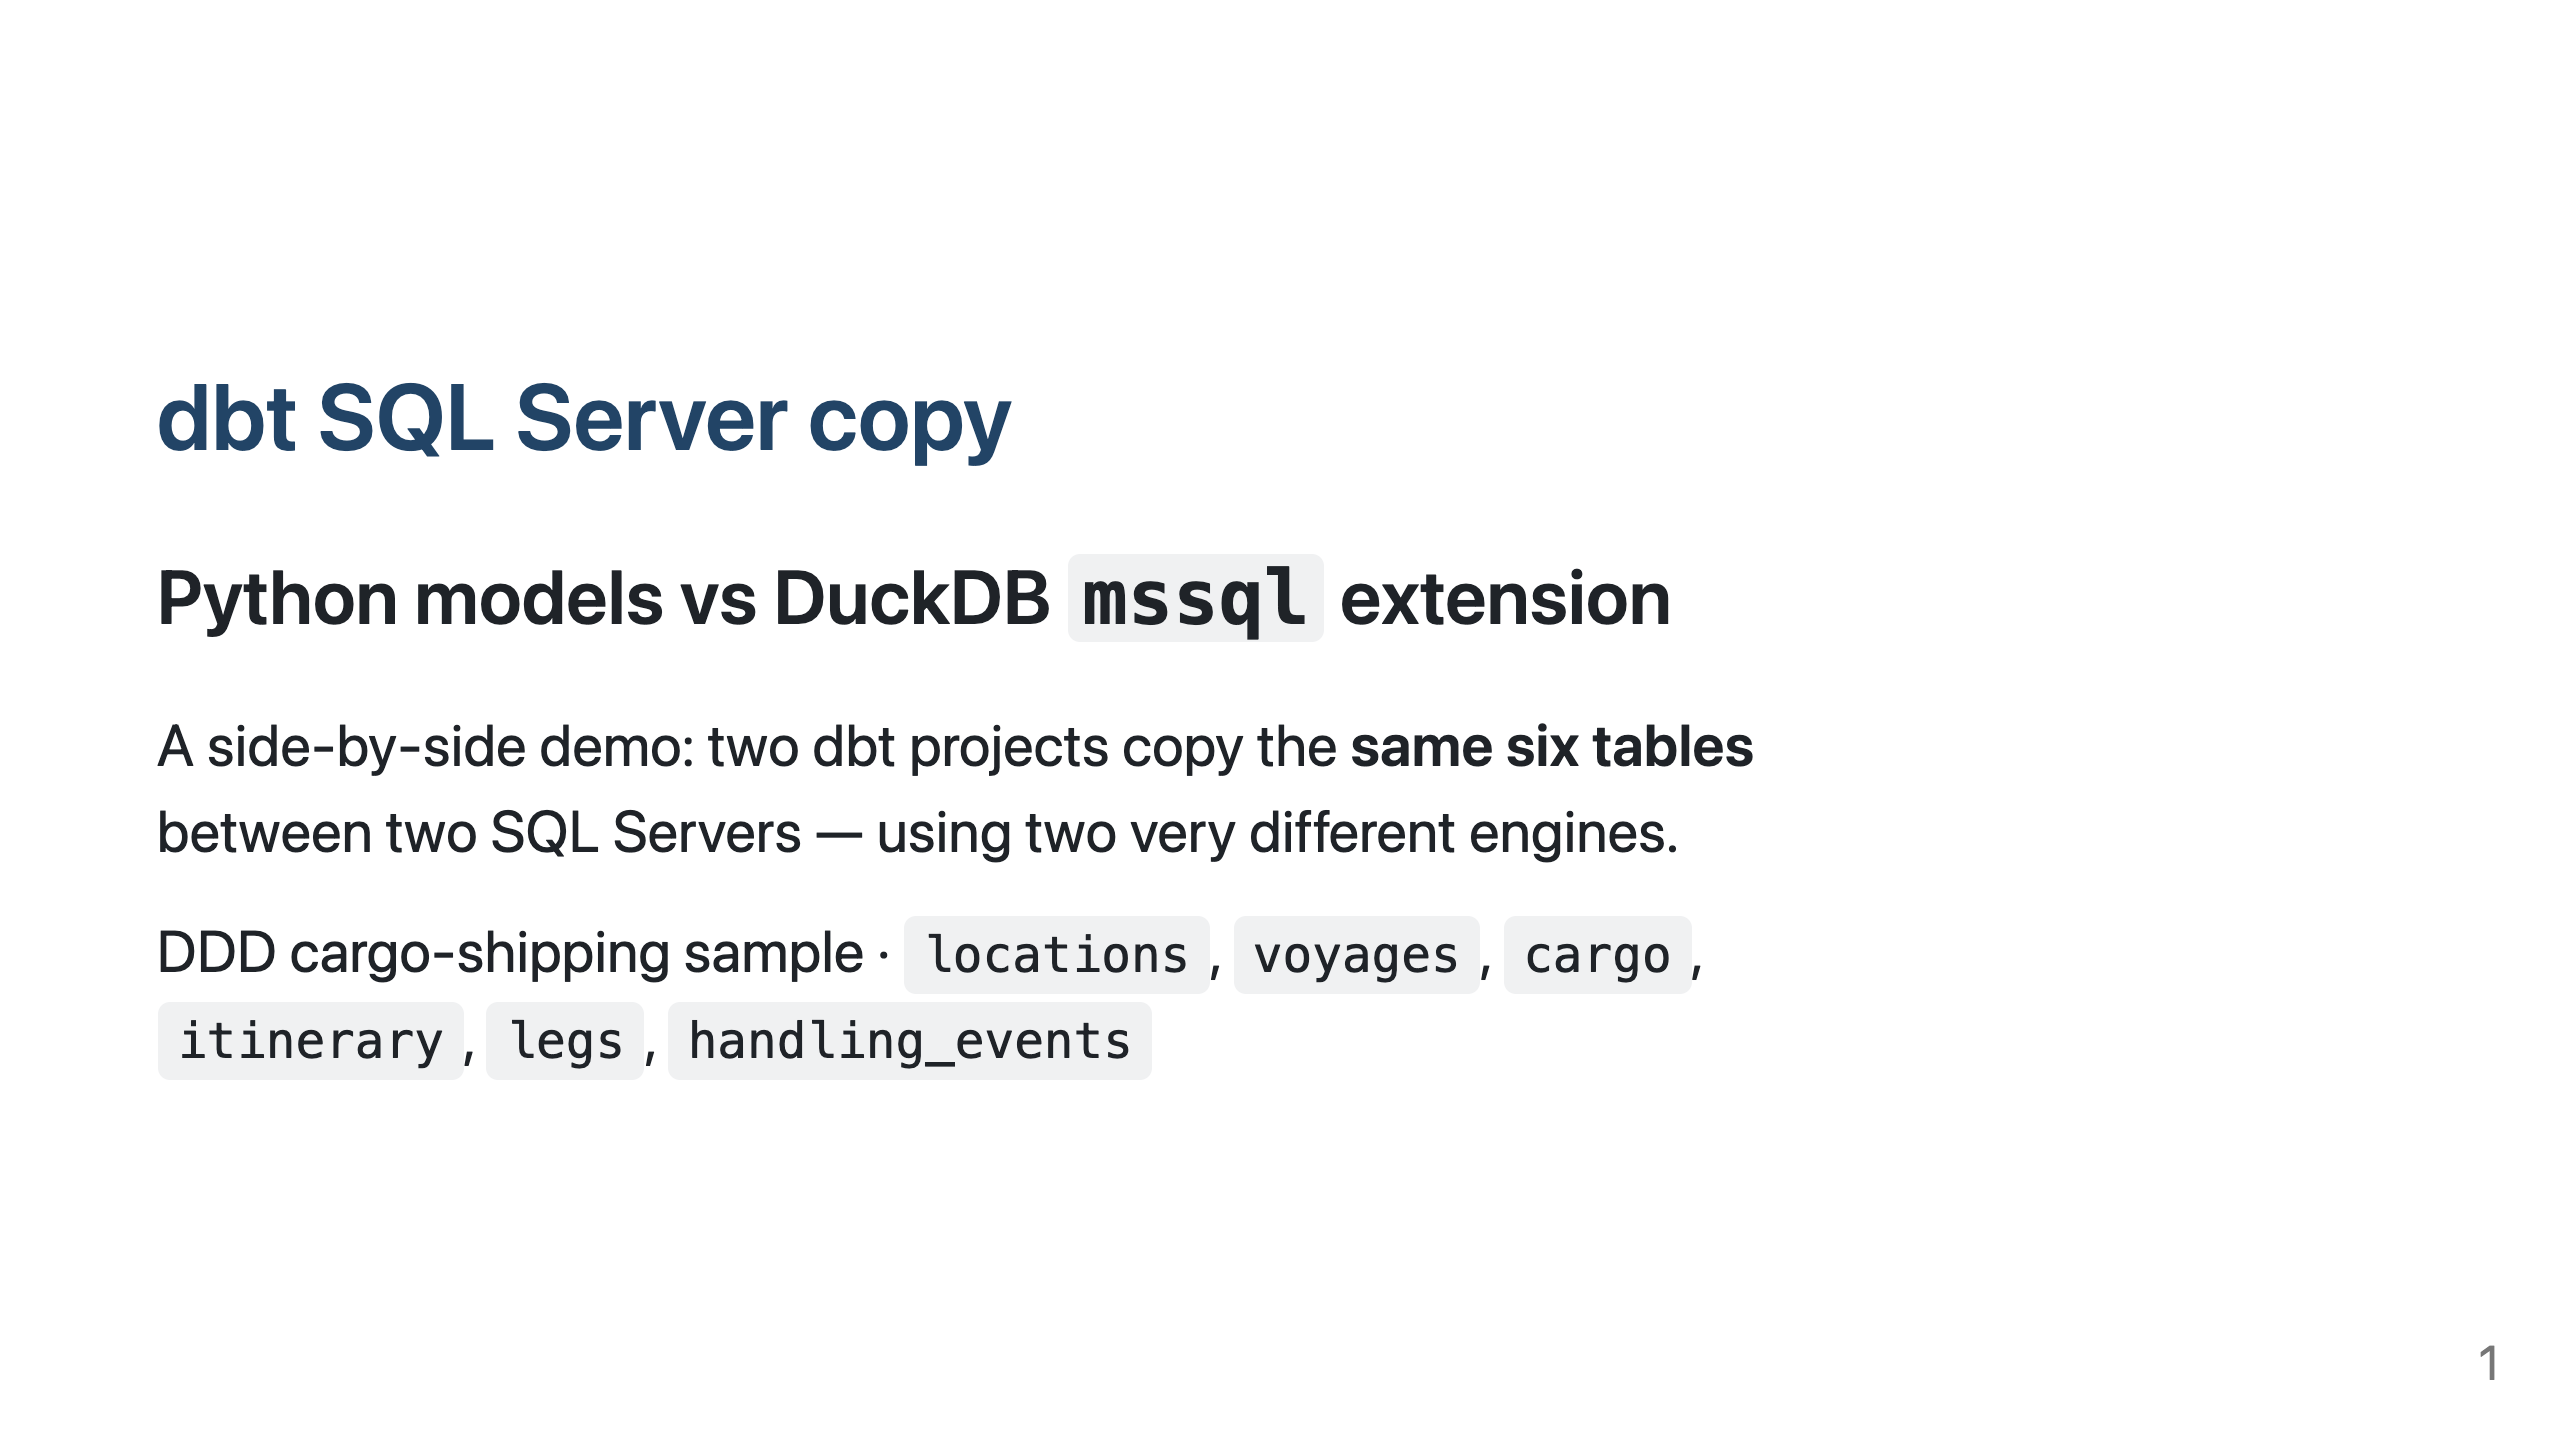 dbt SQL Server copy
Python models vs DuckDB mssql extension
A side-by-side demo: two dbt projects copy the same six tables
between two SQL Servers — using two very different engines.
DDD cargo-shipping sample · locations, voyages, cargo,
itinerary, legs, handling_events
1